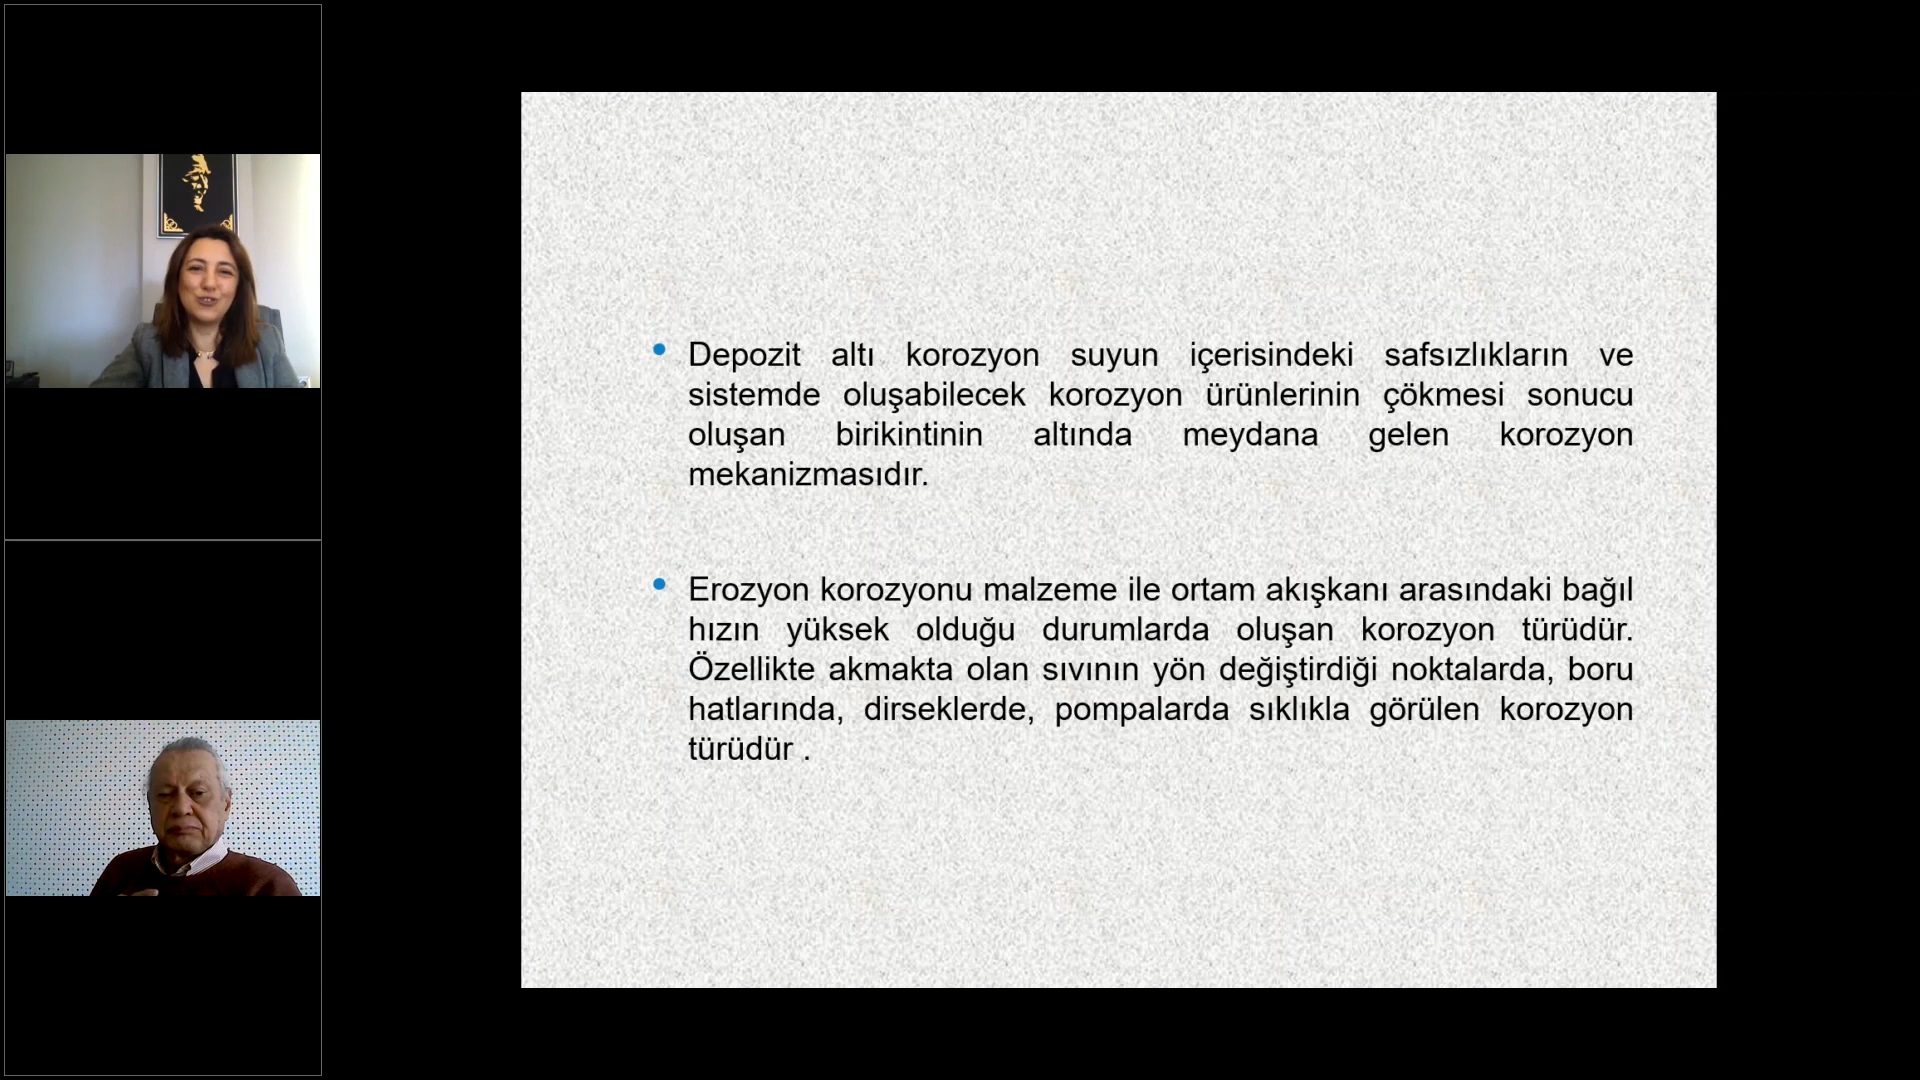 Depozit altı korozyon suyun içerisindeki safsızlıkların ve
sistemde oluşabilecek korozyon ürünlerinin çökmesi sonucu
oluşan birikintinin altında meydana gelen korozyon
mekanizmasıdır.
Erozyon korozyonu malzeme ile ortam akışkanı arasındaki bağıl
hızın yüksek olduğu durumlarda oluşan korozyon türüdür.
Özellikte akmakta olan sıvının yön değiştirdiği noktalarda, boru
hatlarında, dirseklerde, pompalarda sıklıkla görülen korozyon
türüdür .